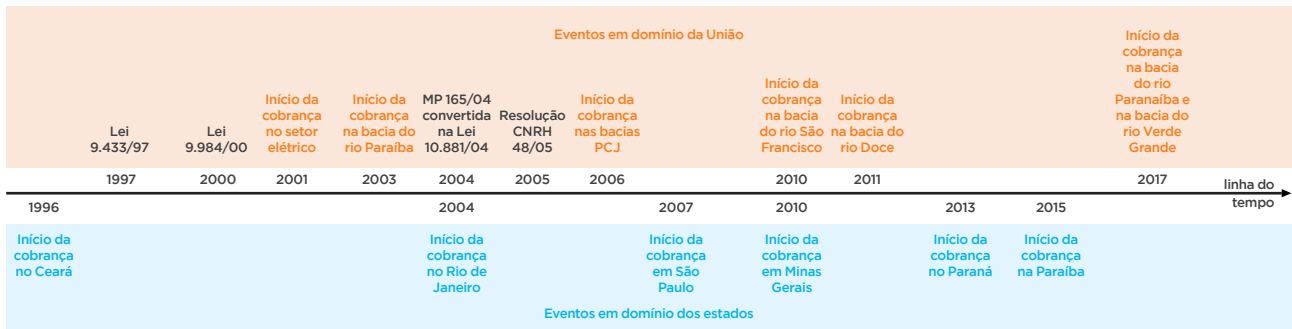 Eventos em domínio da União
Lei
9.433/97
Lei
9.984/00
Início da
cobrança
no setor
elétrico
Início da
cobrança
na bacia do
rio Paraíba
MP 165/04
convertida
na Lei
10.881/04
Resolução
CNRH
48/05
Início da
cobrança
nas bacias
PCJ
Início da
cobrança
na bacia
do rio São
Francisco
Início da
cobrança
na bacia do
rio Doce
Início da
cobrança
na bacia
do rio
Paranaíba e
na bacia do
rio Verde
Grande
1997
2000
2001
2003
2004
2005
2006
2010
2011
2017
linha do
tempo
1996
2004
2007
2010
2013
2015
Início da
cobrança
no Ceará
Início da
cobrança
no Rio de
Janeiro
Início da
cobrança
em São
Paulo
Início da
cobrança
em Minas
Gerais
Início da
cobrança
no Paraná
Início da
cobrança
na Paraíba
Eventos em domínio dos estados